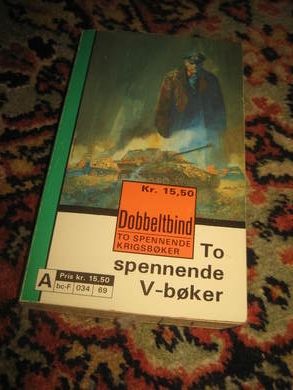 Kr. 15,50
Dobbeltbind
TO SPENNENDE
KRIGSBØKER
To
spennende
V-bøker
A
Pris kr. 15.50
bc-F 034 69